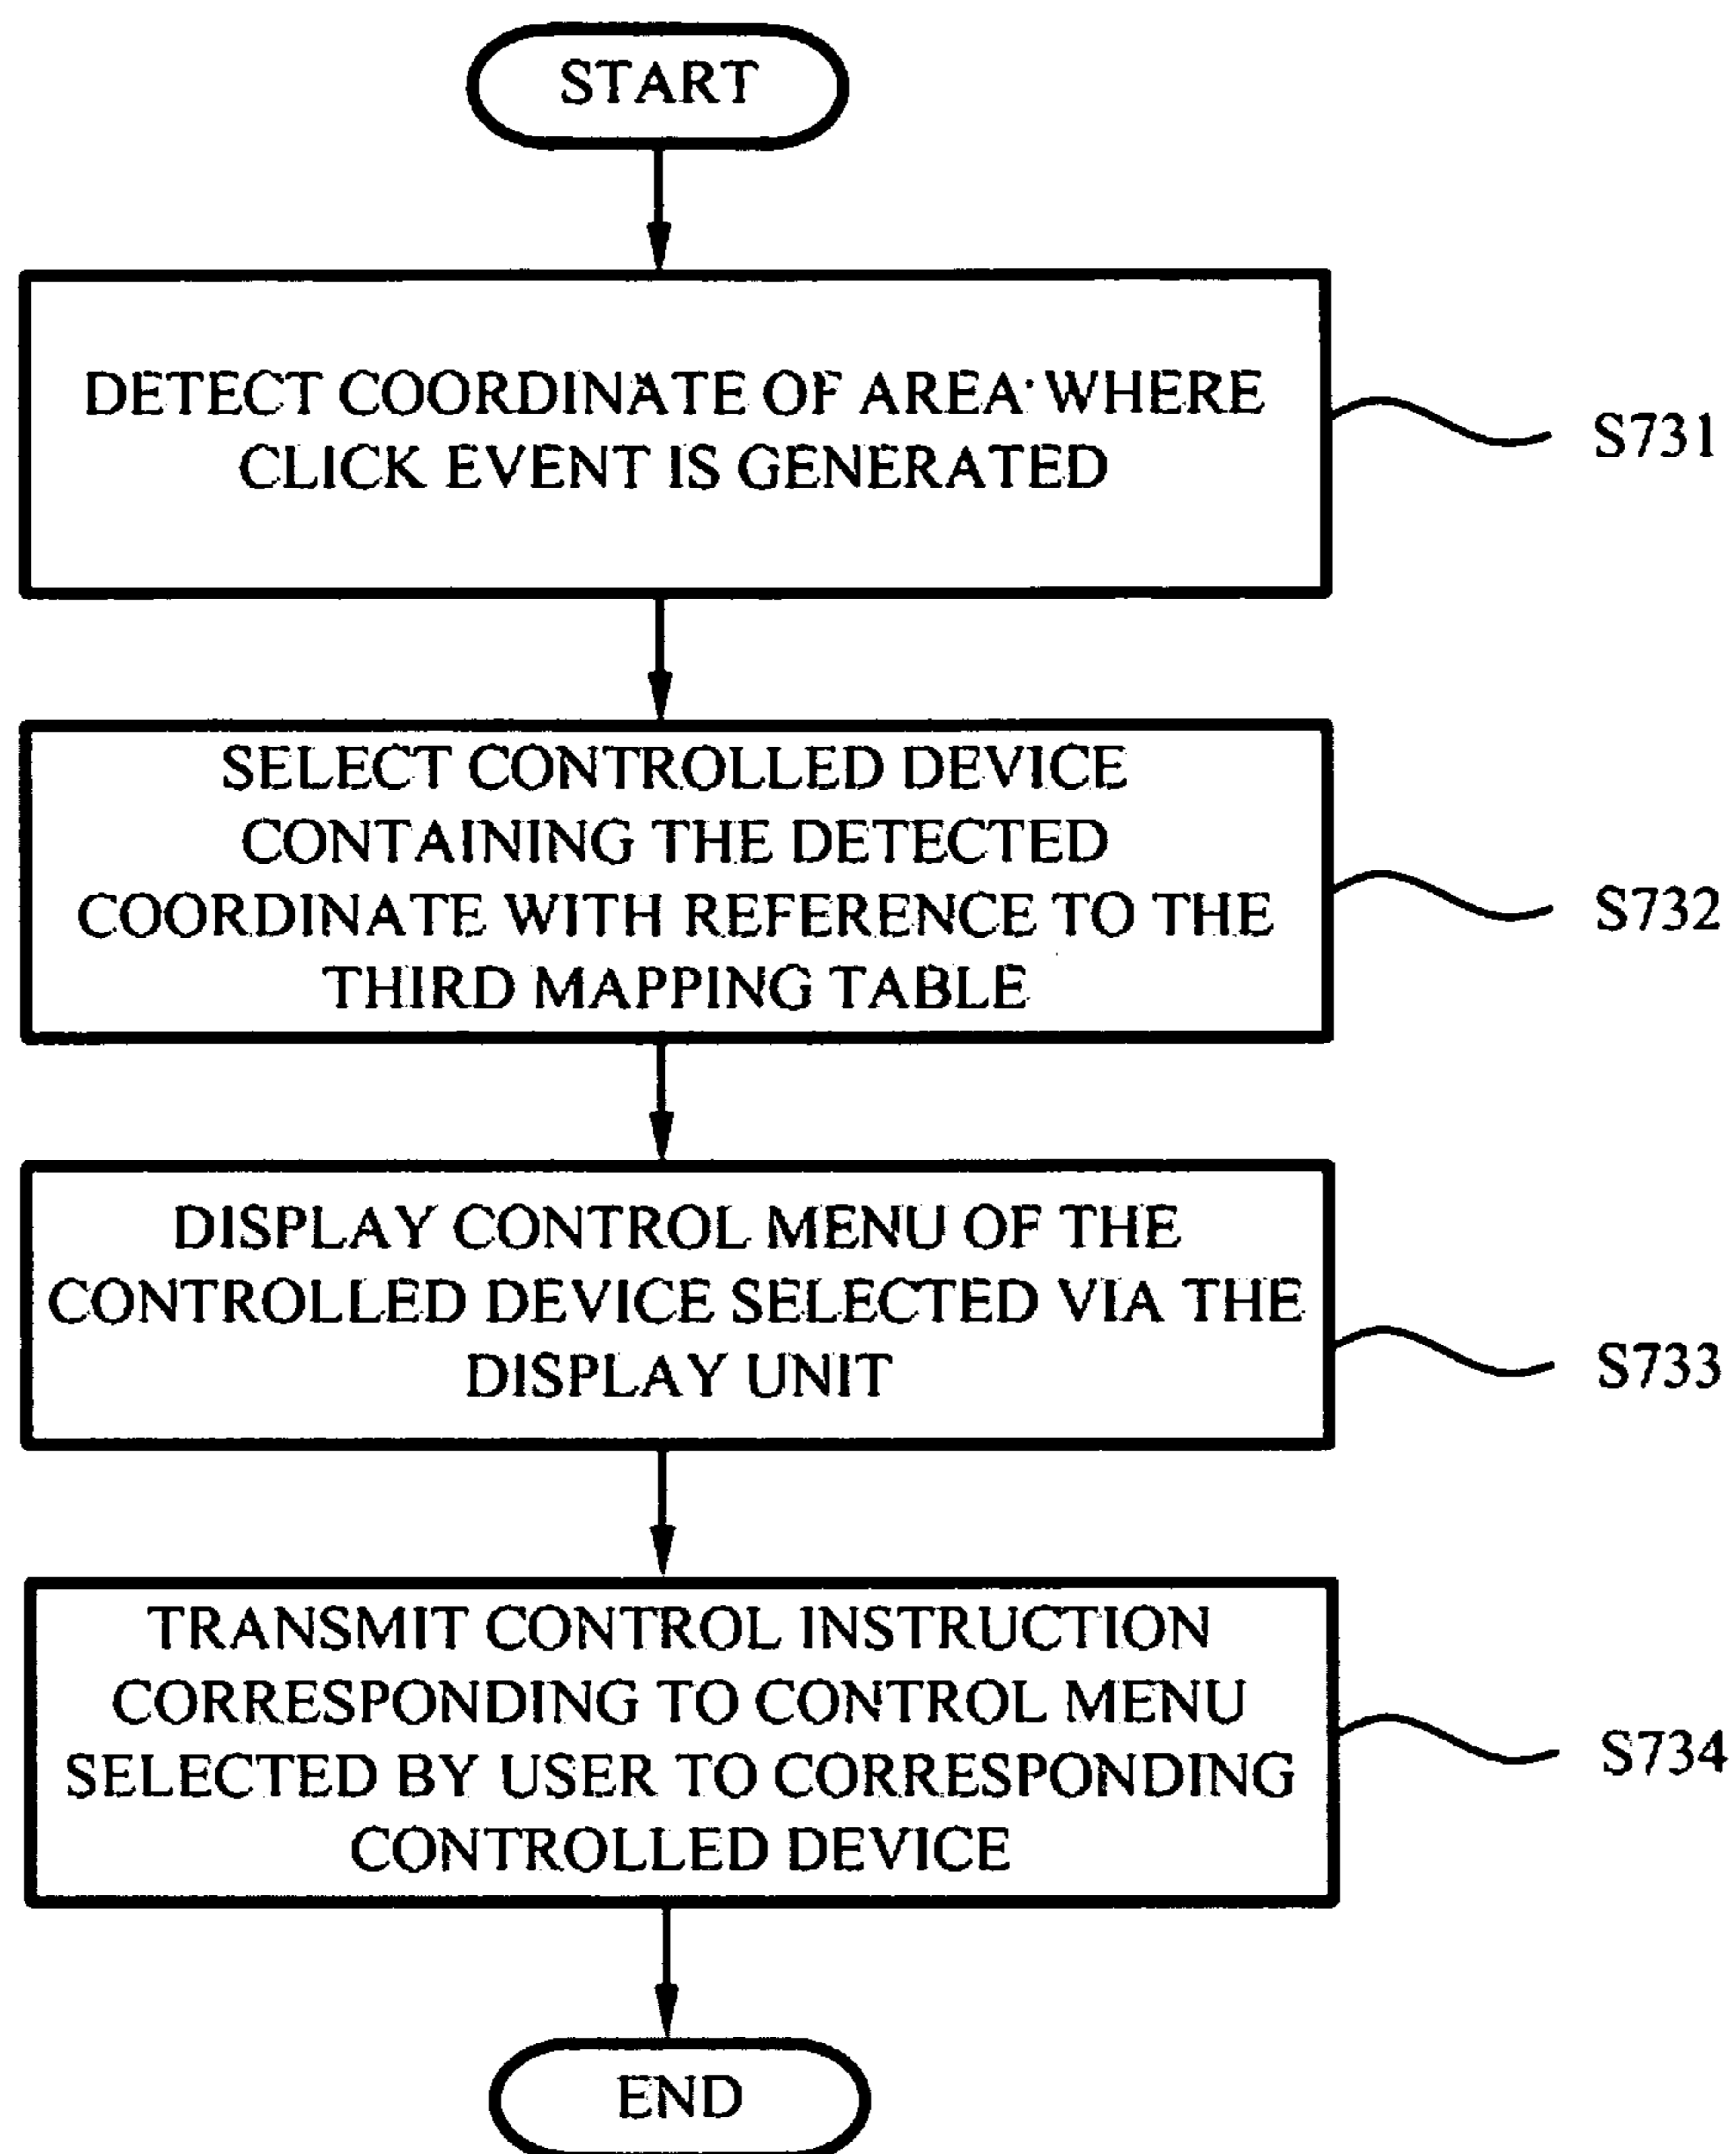 START
DETECT COORDINATE OF AREA WHERE
CLICK EVENT IS GENERATED
S731
SELECT CONTROLLED DEVICE
CONTAINING THE DETECTED
COORDINATE WITH REFERENCE TO THE
THIRD MAPPING TABLE
S732
DISPLAY CONTROL MENU OF THE
CONTROLLED DEVICE SELECTED VIA THE
DISPLAY UNIT
S733
TRANSMIT CONTROL INSTRUCTION
CORRESPONDING TO CONTROL MENU
SELECTED BY USER TO CORRESPONDING
CONTROLLED DEVICE
S734
END